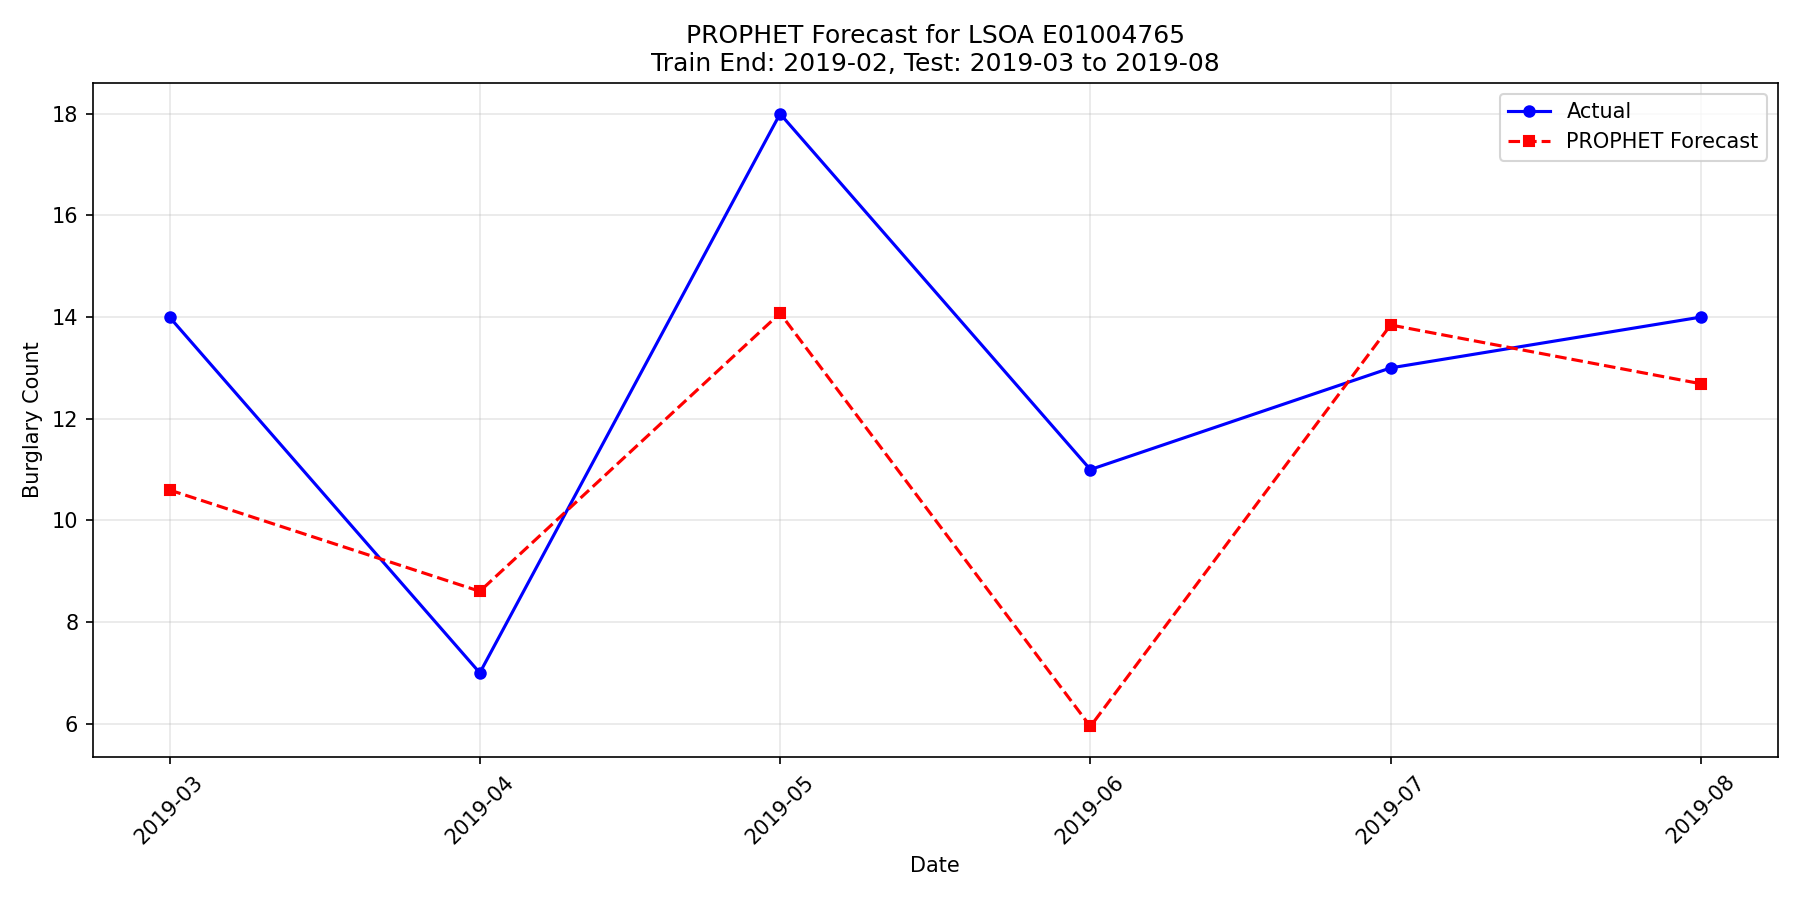 PROPHET Forecast for LSOA E01004765
Train End: 2019-02, Test: 2019-03 to 2019-08
Actual
PROPHET Forecast
Burglary Count
18
16
14
12
10
8
6
2019-03
2019-04
2019-05
2019-06
2019-07
2019-08
Date